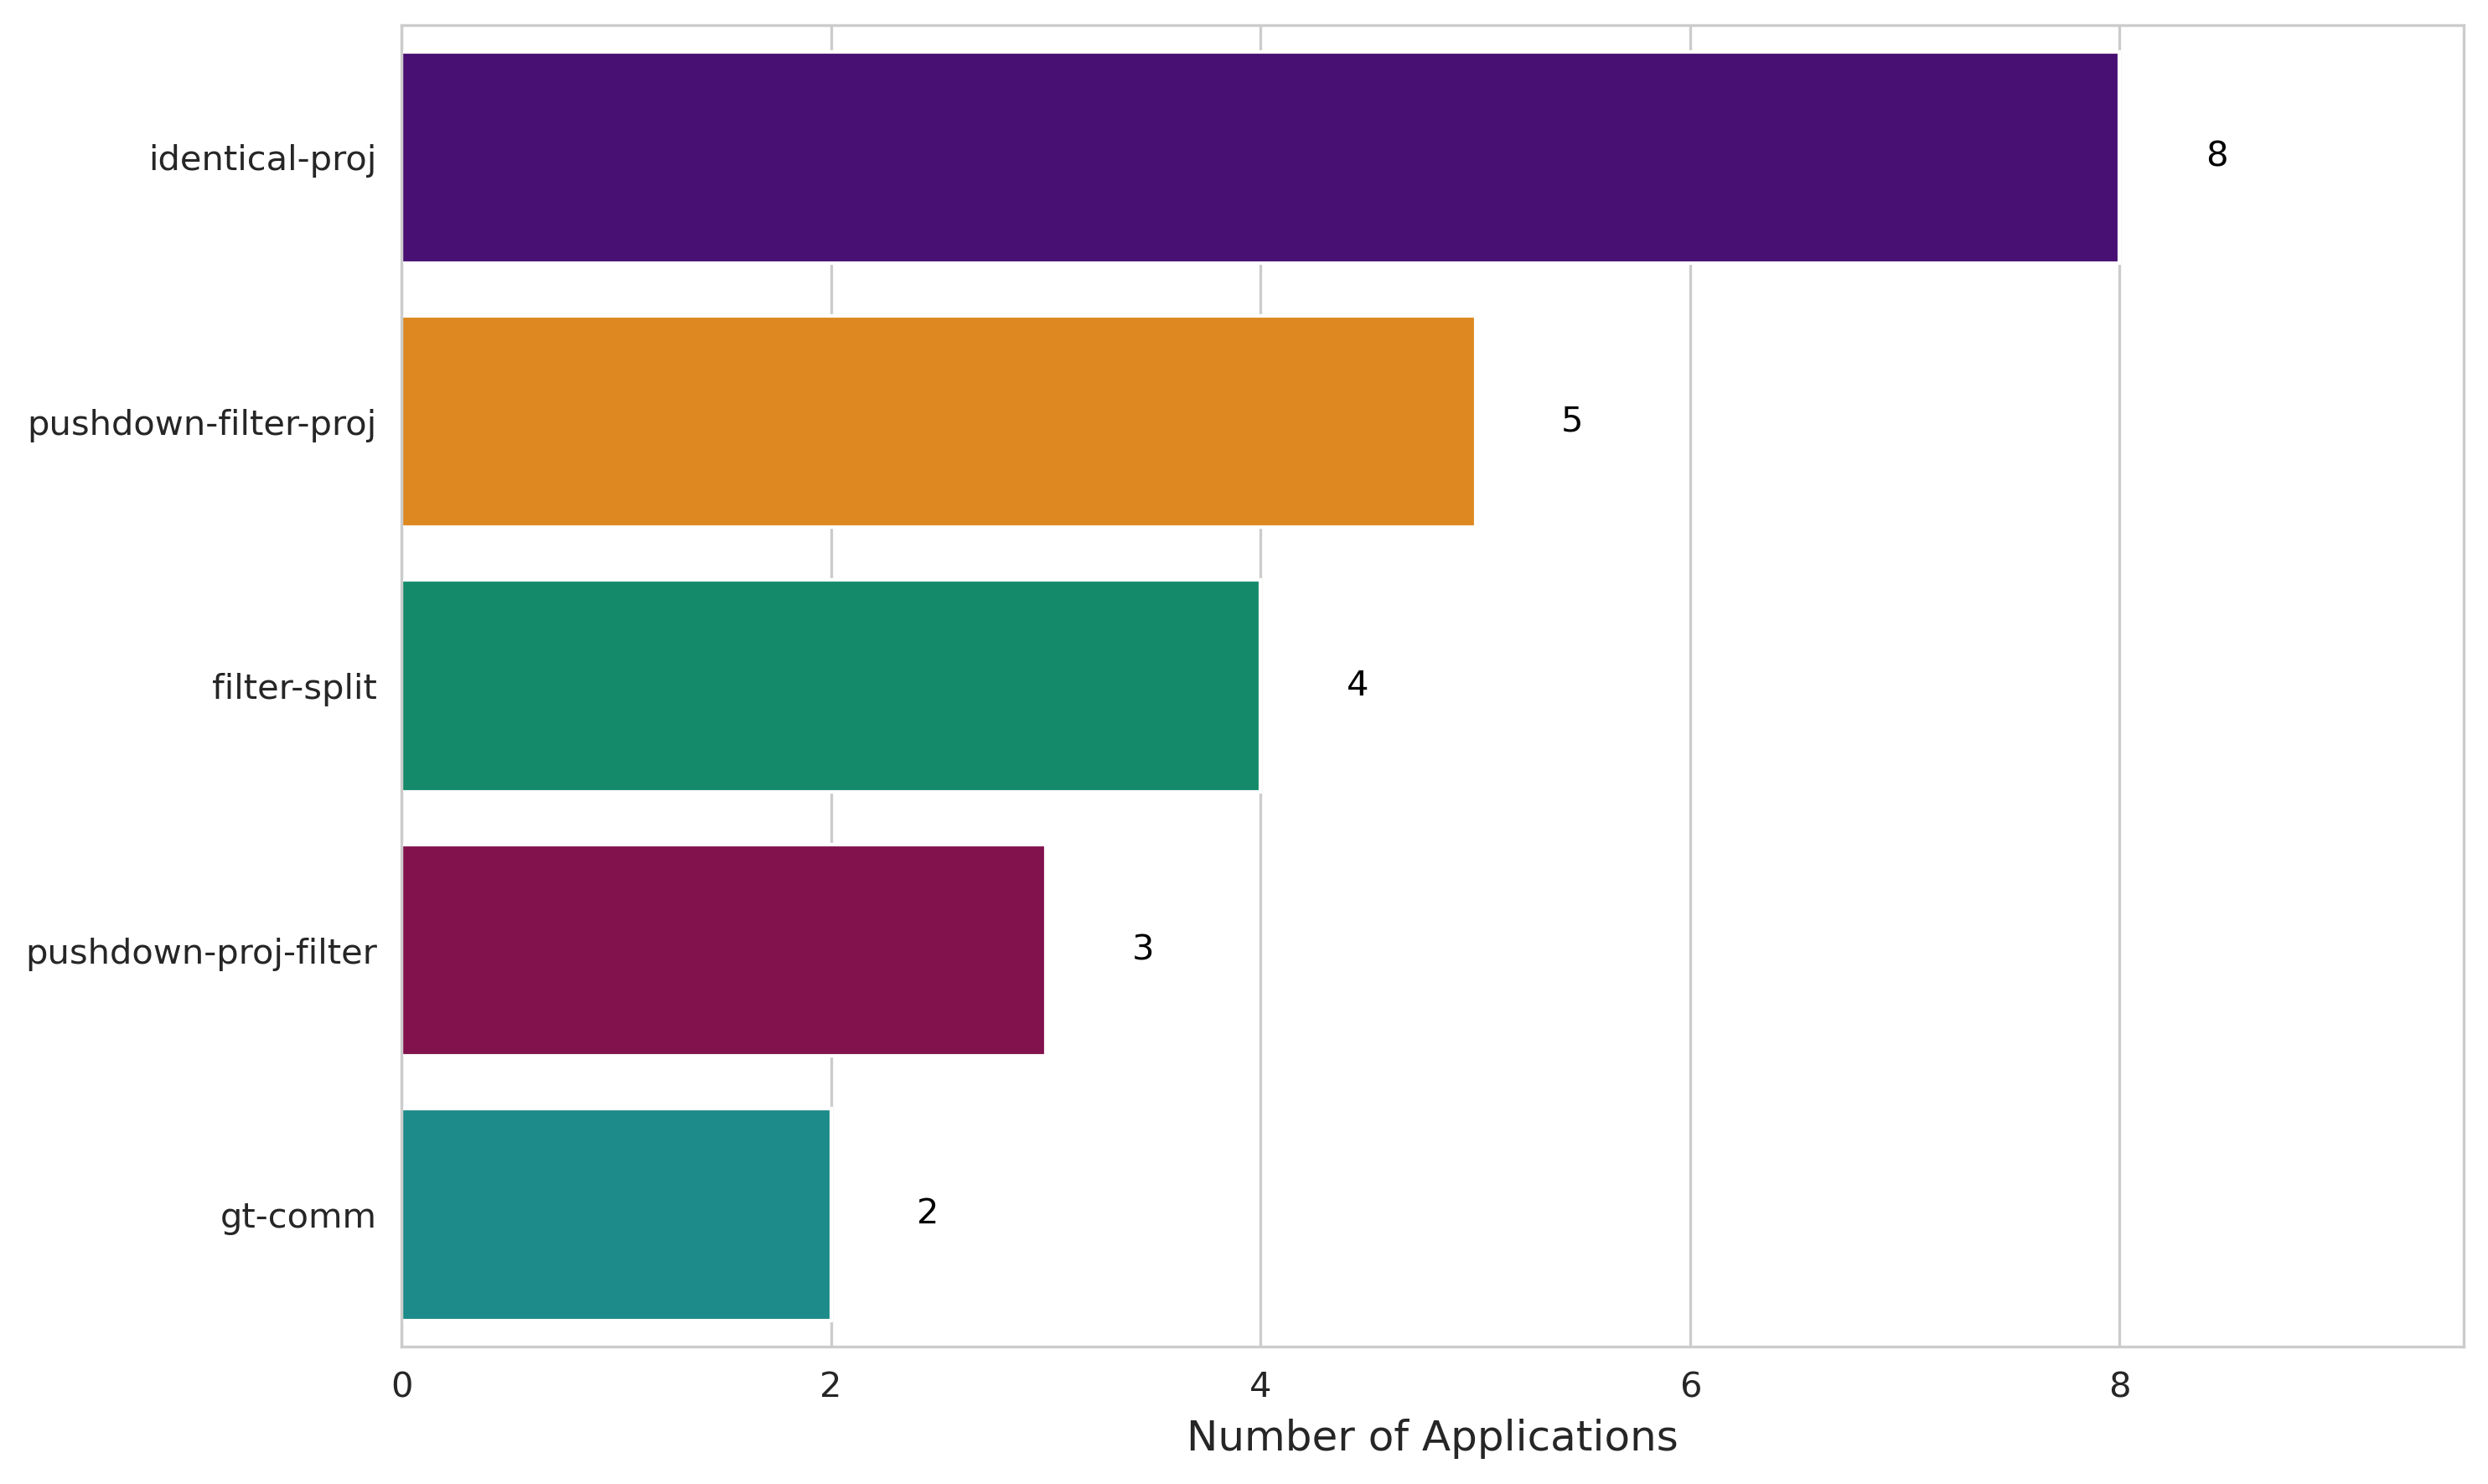 identical-proj
8
pushdown-filter-proj
5
filter-split
4
pushdown-proj-filter
3
gt-comm
2
0 2 4 6 8
Number of Applications